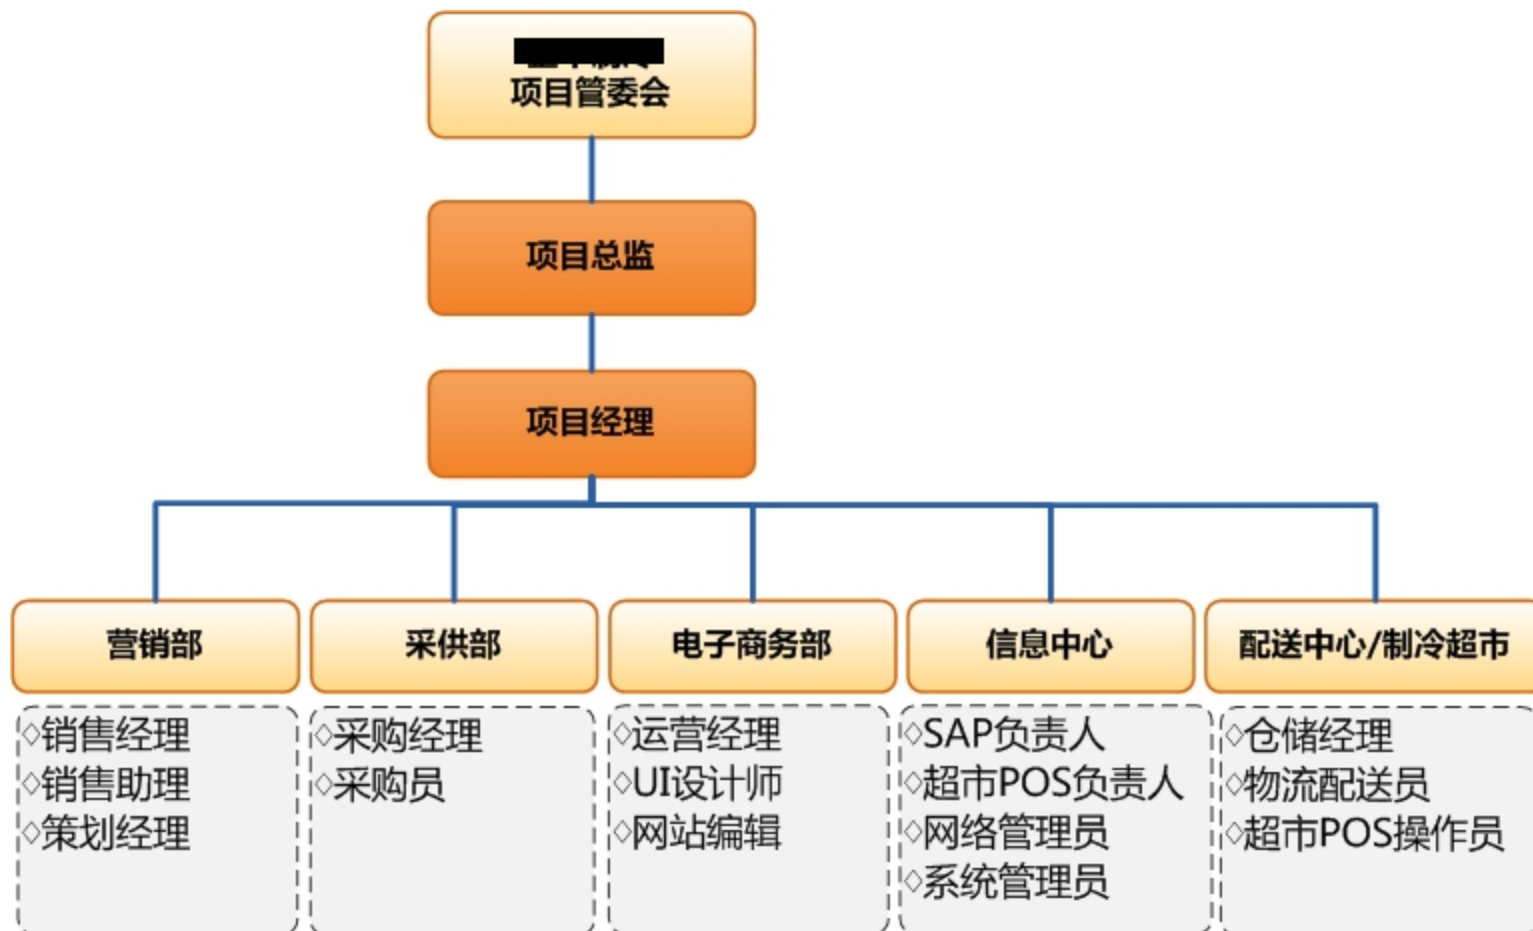 项目管委会
项目总监
项目经理
营销部
采供部
电子商务部
信息中心
配送中心/制冷超市
◇销售经理
◇销售助理
◇策划经理
◇采购经理
◇采购员
◇运营经理
◇UI设计师
◇网站编辑
◇SAP负责人
◇超市POS负责人
◇网络管理员
◇系统管理员
◇仓储经理
◇物流配送员
◇超市POS操作员